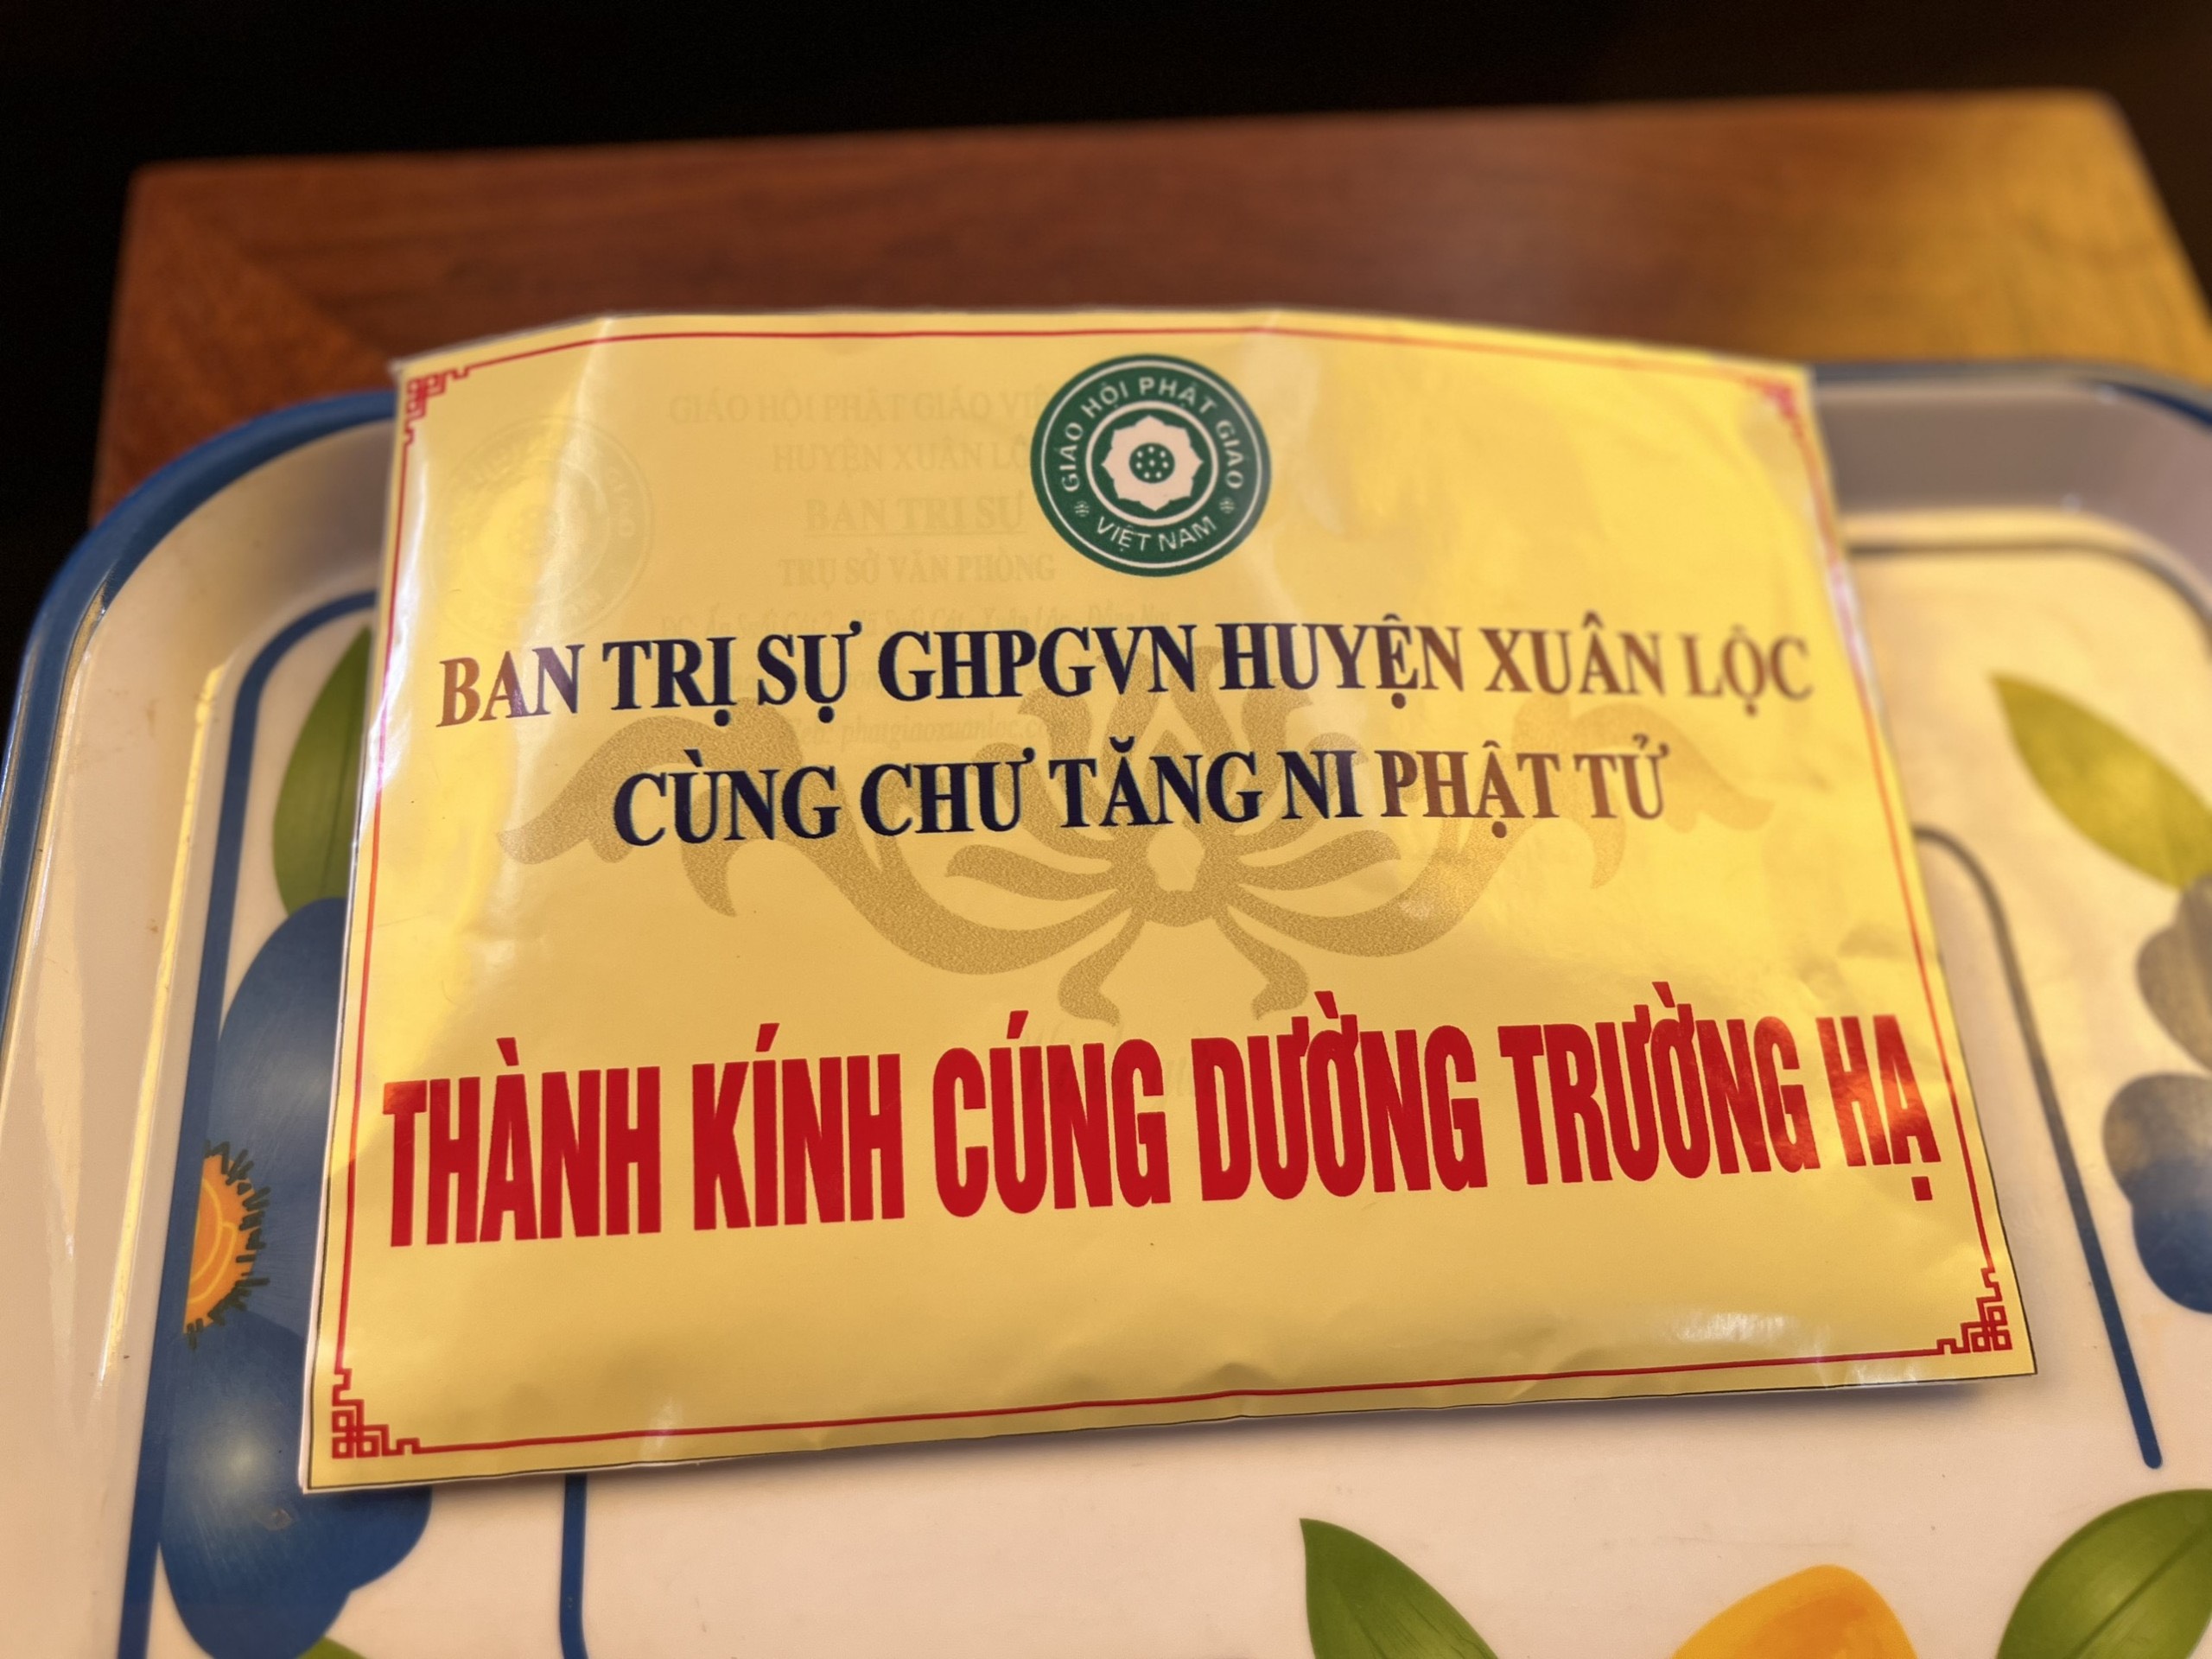 GIÁO HỘI PHẬT GIÁO
VIỆT NAM
GIÁO HỘI PHẬT GIÁO
HUYỆN XUÂN LỘC
BAN TRỊ SỰ
TRỤ SỞ VĂN PHÒNG
BAN TRỊ SỰ GHPGVN HUYỆN XUÂN LỘC
CÙNG CHƯ TĂNG NI PHẬT TỬ
THÀNH KÍNH CÚNG DƯỜNG TRƯỜNG HẠ